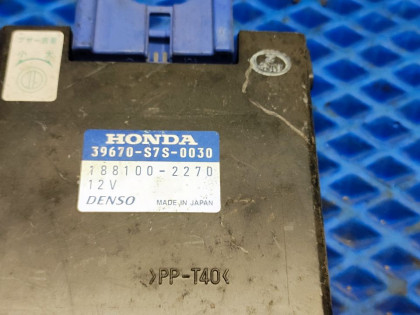 HONDA
39670-S7S-0030
188100-2270
12V
DENSO MADE IN JAPAN
>PP-T40<